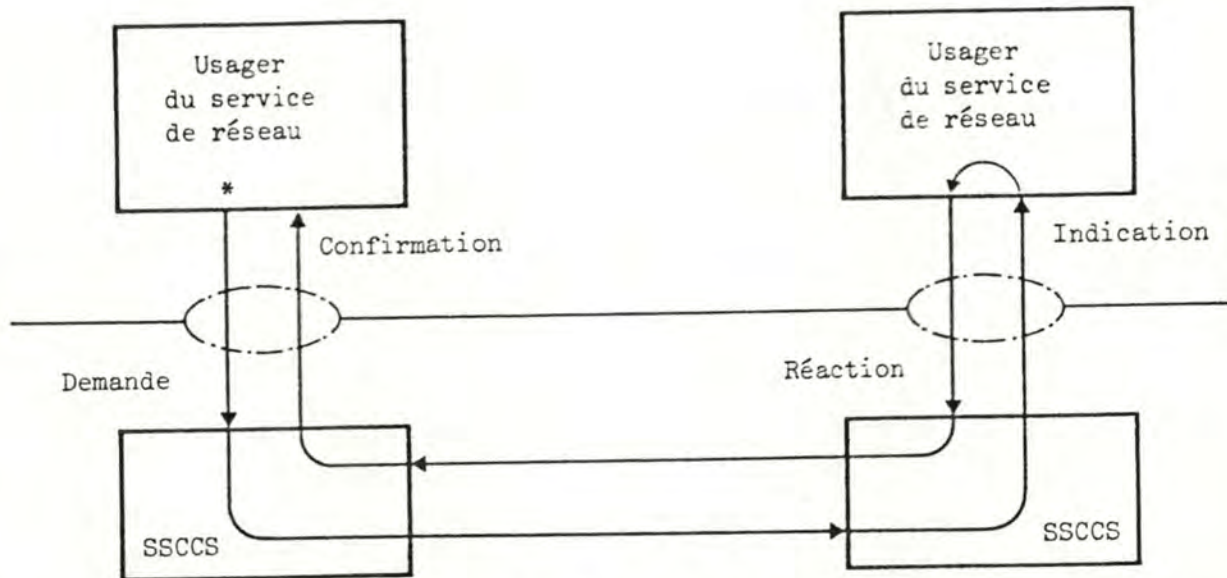 Usager
du service
de réseau
*
Usager
du service
de réseau
Confirmation
Indication
Demande
Réaction
SSCCS
SSCCS